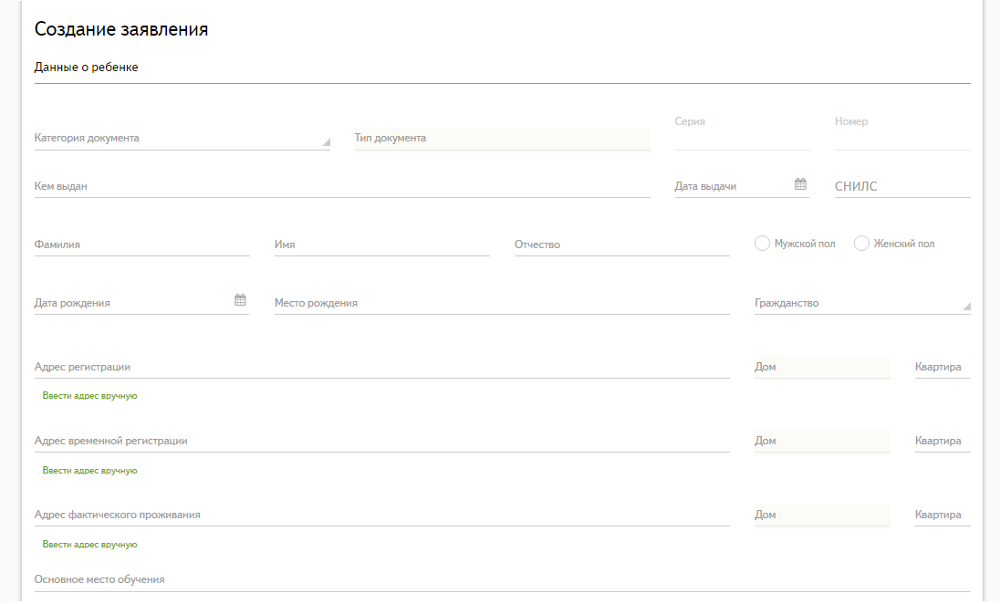 Создание заявления
Данные о ребенке
Категория документа Тип документа Серия Номер
Кем выдан Дата выдачи СНИЛС
Фамилия Имя Отчество Мужской пол Женский пол
Дата рождения Место рождения Гражданство
Адрес регистрации Дом Квартира
Ввести адрес вручную
Адрес временной регистрации Дом Квартира
Ввести адрес вручную
Адрес фактического проживания Дом Квартира
Ввести адрес вручную
Основное место обучения